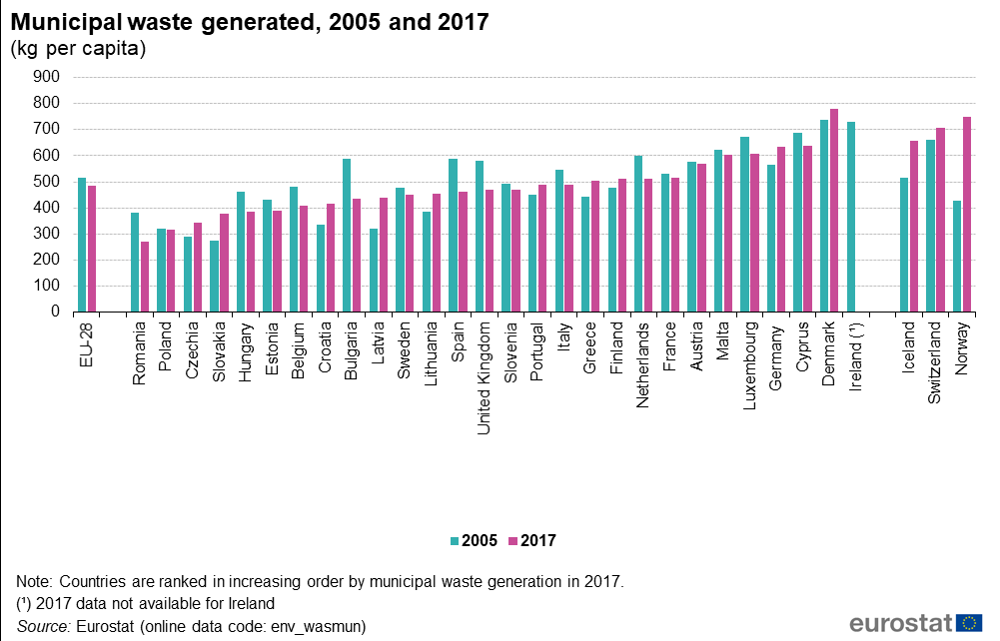 Municipal waste generated, 2005 and 2017
(kg per capita)
900
800
700
600
500
400
300
200
100
0
EU-28
Romania
Poland
Czechia
Slovakia
Hungary
Estonia
Belgium
Croatia
Bulgaria
Latvia
Sweden
Lithuania
Spain
United Kingdom
Slovenia
Portugal
Italy
Greece
Finland
Netherlands
France
Austria
Malta
Luxembourg
Germany
Cyprus
Denmark
Ireland (¹)
Iceland
Switzerland
Norway
2005 2017
Note: Countries are ranked in increasing order by municipal waste generation in 2017.
(¹) 2017 data not available for Ireland
Source: Eurostat (online data code: env_wasmun)
eurostat